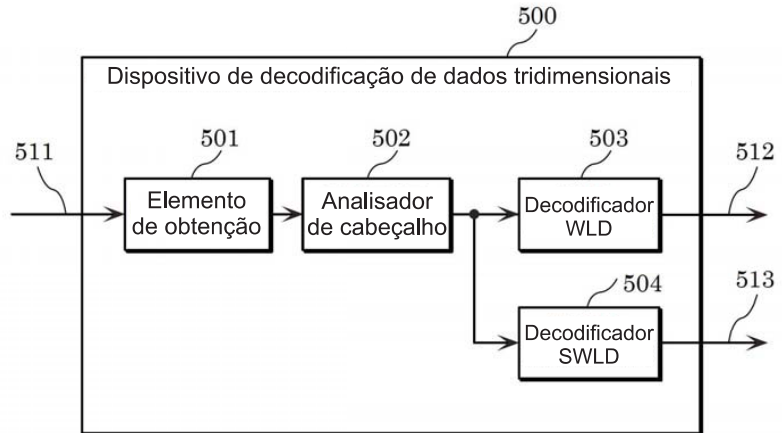 500
Dispositivo de decodificação de dados tridimensionais
511
501
502
503
512
Elemento
de obtenção
Analisador
de cabeçalho
Decodificador
WLD
504
513
Decodificador
SWLD